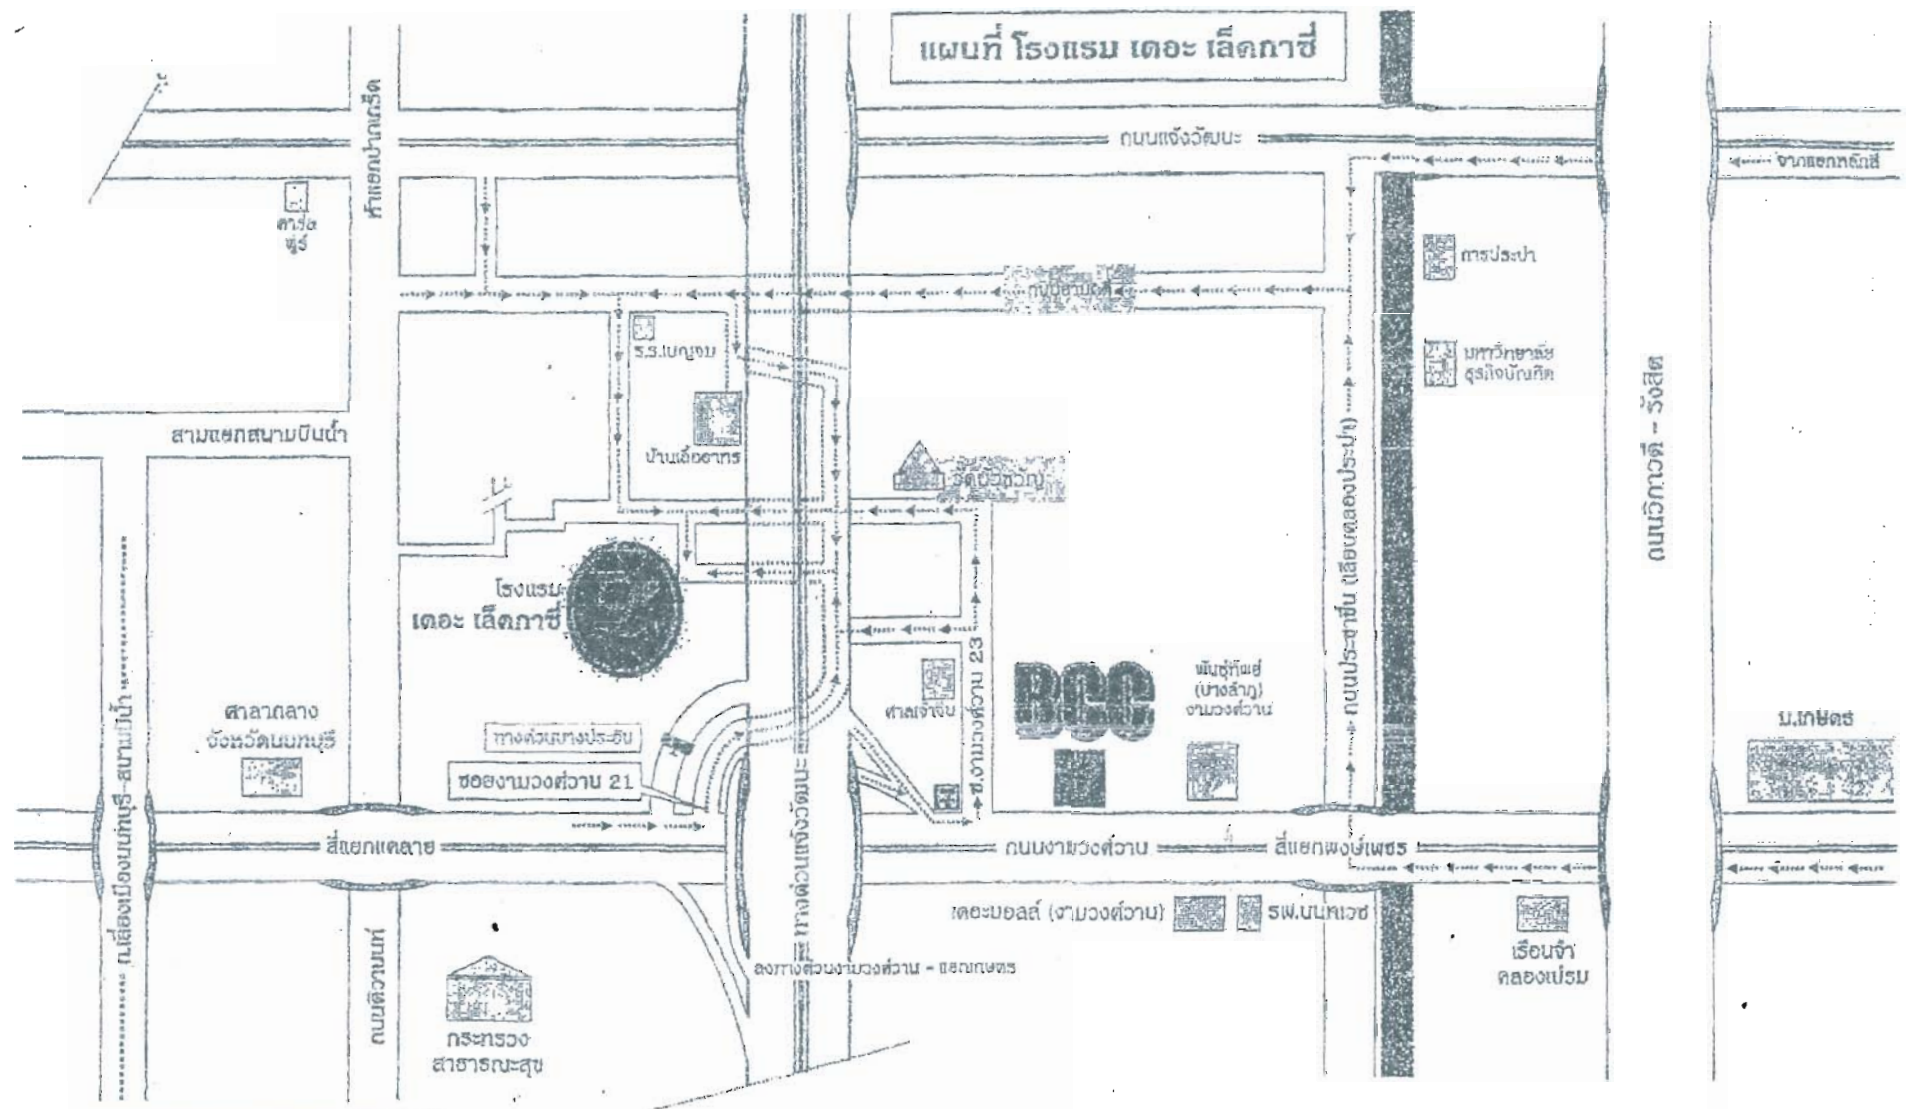 แผนที่ โรงแรม เดอะ เล็คกาซี่
ถนนแจ้งวัฒนะ
จากแยกหลักสี่
ห้าแยกปากเกร็ด
คาร์ฟูร์
การประปา
ถนนสามัคคี
ร.ร.เบญจม
มหาวิทยาลัย
ธุรกิจบัณฑิต
บ้านเอื้ออาทร
สามแยกสนามบินน้ำ
วัดบัวขวัญ
ถนนวิภาวดี - รังสิต
ถนนประชาชื่น (เลียบคลองประปา)
โรงแรม
เดอะ เล็คกาซี่
ซ.งามวงศ์วาน 23
BCC
พันธุ์ทิพย์
(บางลำภู)
งามวงศ์วาน
ศาลเจ้าจีน
ศาลากลาง
จังหวัดนนทบุรี
ม.เกษตร
ทางด่วนบางปะอิน
ซอยงามวงศ์วาน 21
ถ.เลี่ยงเมืองนนทบุรี-สนามบินน้ำ
ทางด่วนแจ้งวัฒนะ
สี่แยกแคลาย
ถนนงามวงศ์วาน
สี่แยกพงษ์เพชร
เดอะมอลล์ (งามวงศ์วาน)
รพ.นนทเวช
เรือนจำ
คลองเปรม
ลงทางด่วนงามวงศ์วาน - แยกเกษตร
ถนนติวานนท์
กระทรวง
สาธารณะสุข